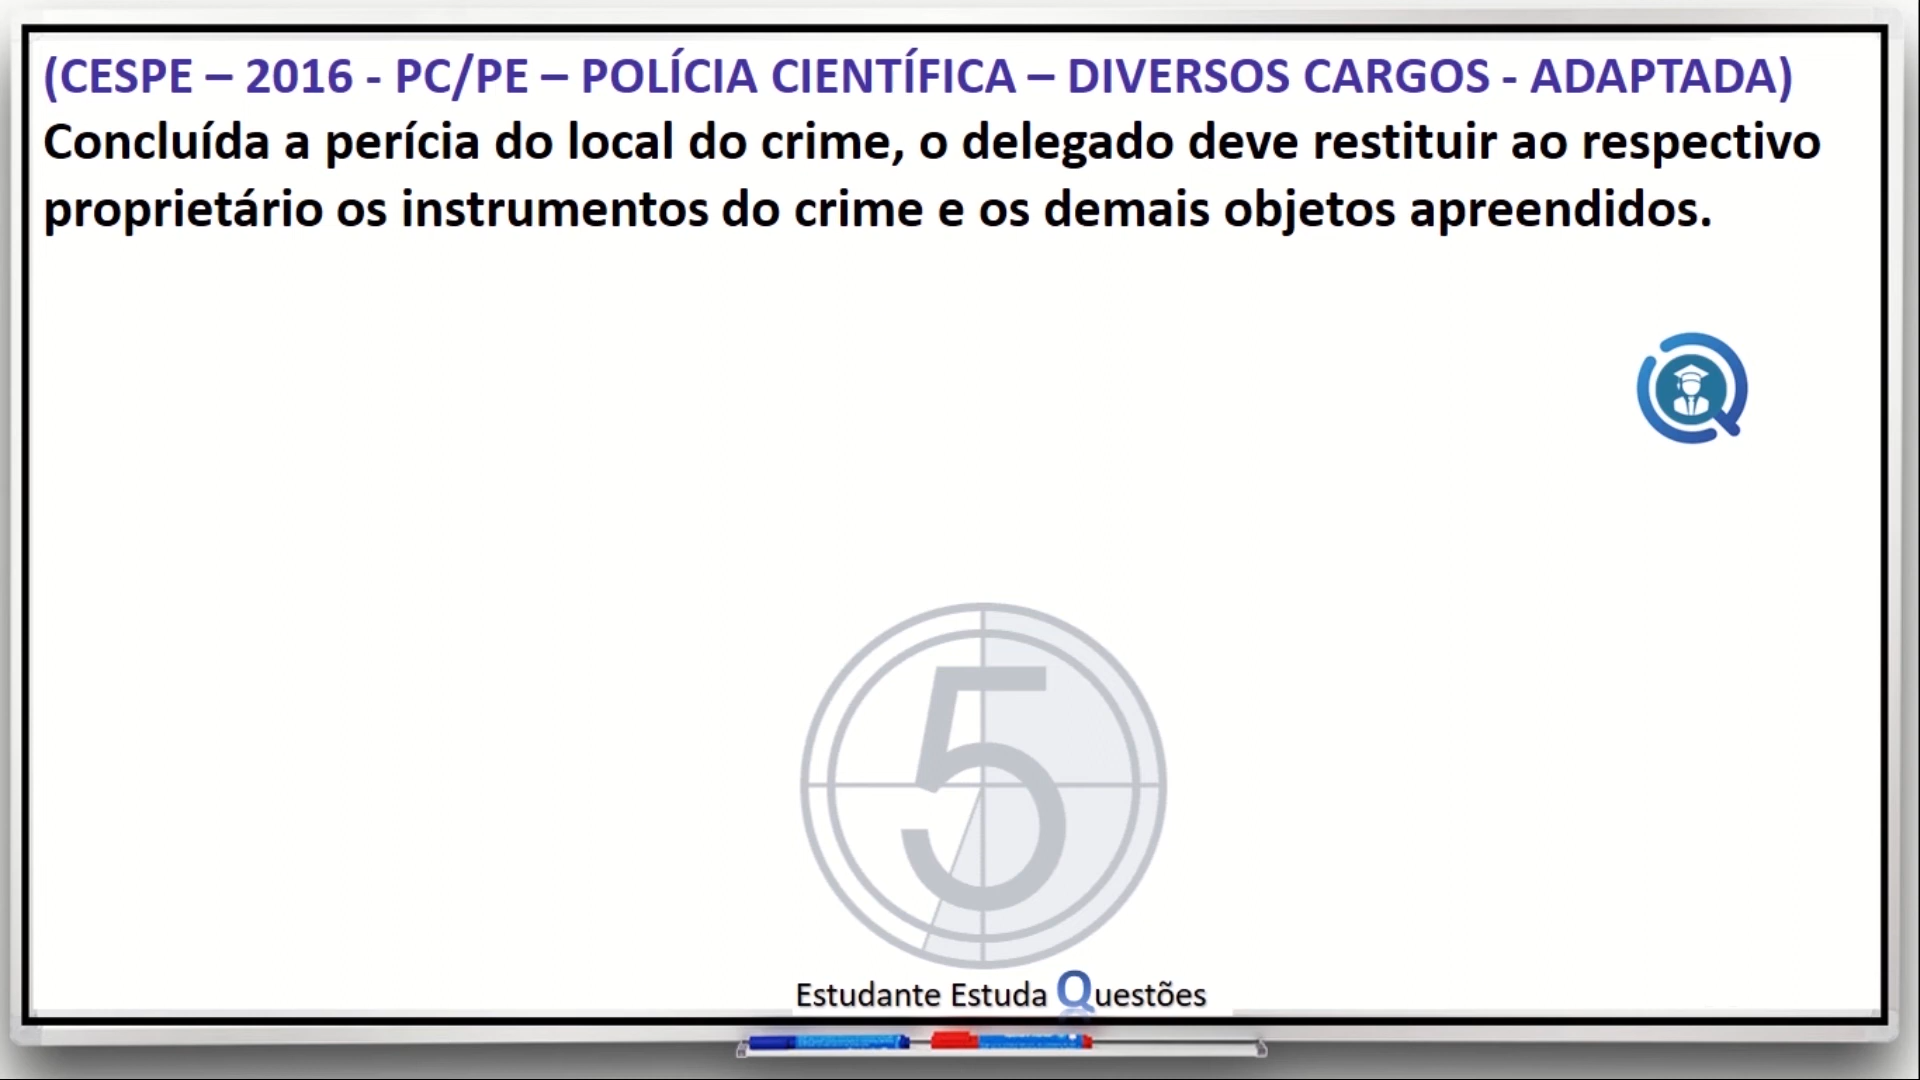 (CESPE – 2016 - PC/PE – POLÍCIA CIENTÍFICA – DIVERSOS CARGOS - ADAPTADA)
Concluída a perícia do local do crime, o delegado deve restituir ao respectivo
proprietário os instrumentos do crime e os demais objetos apreendidos.
5
Estudante Estuda Questões